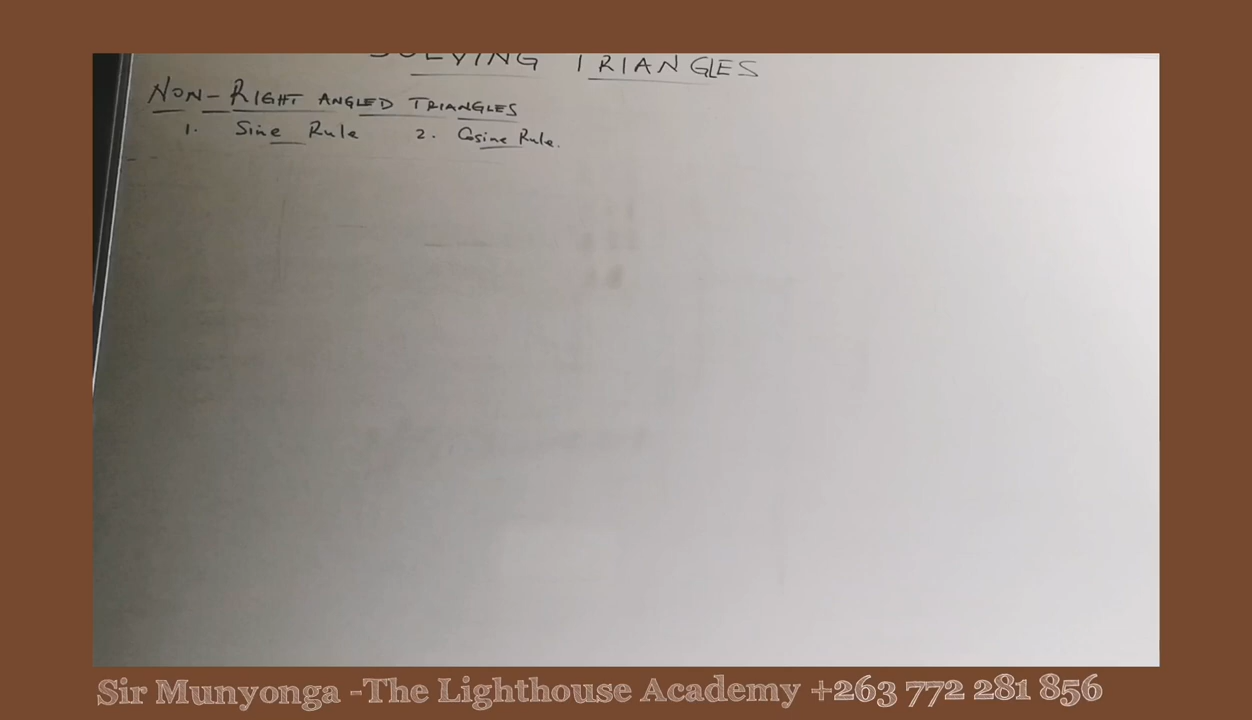 SOLVING TRIANGLES
NON-RIGHT ANGLED TRIANGLES
1. Sine Rule 2. Cosine Rule.
Sir Munyonga -The Lighthouse Academy +263 772 281 856